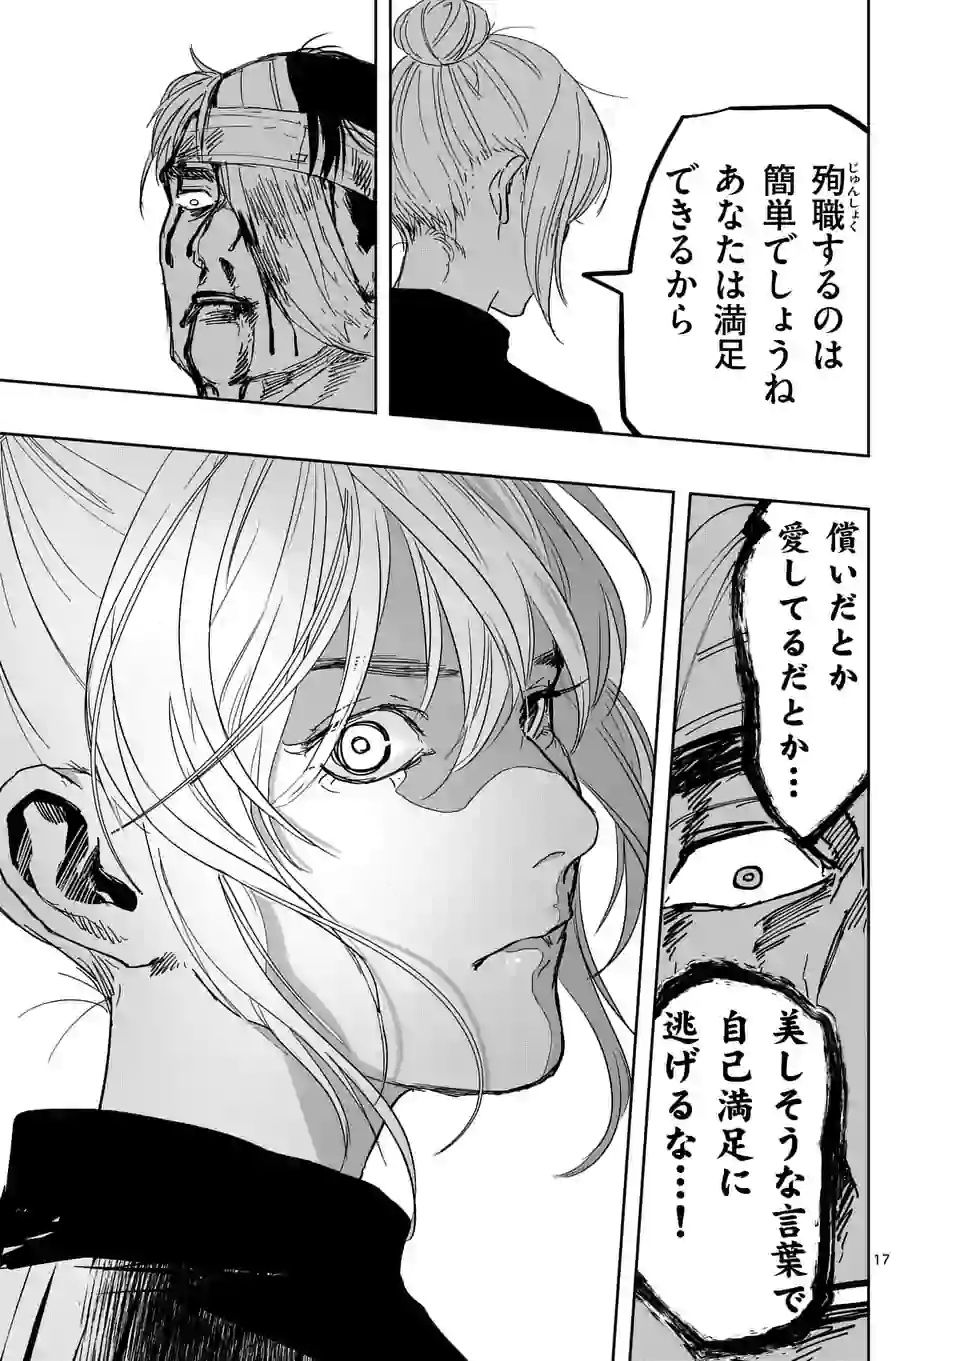 殉職するのは
じゅんしょく
簡単でしょうね
あなたは満足
できるから
償いだとか
愛してるだとか…
美しそうな言葉で
自己満足に
逃げるな…！
17